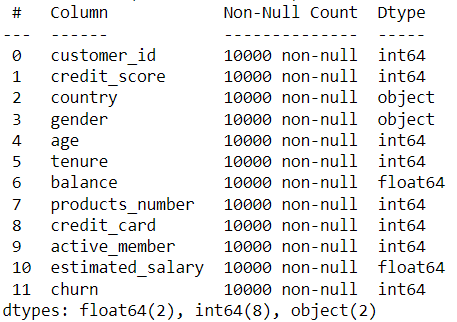 #   Column            Non-Null Count  Dtype
---  ------            --------------  -----
 0   customer_id       10000 non-null  int64
 1   credit_score      10000 non-null  int64
 2   country           10000 non-null  object
 3   gender            10000 non-null  object
 4   age               10000 non-null  int64
 5   tenure            10000 non-null  int64
 6   balance           10000 non-null  float64
 7   products_number   10000 non-null  int64
 8   credit_card       10000 non-null  int64
 9   active_member     10000 non-null  int64
 10  estimated_salary  10000 non-null  float64
 11  churn             10000 non-null  int64
dtypes: float64(2), int64(8), object(2)